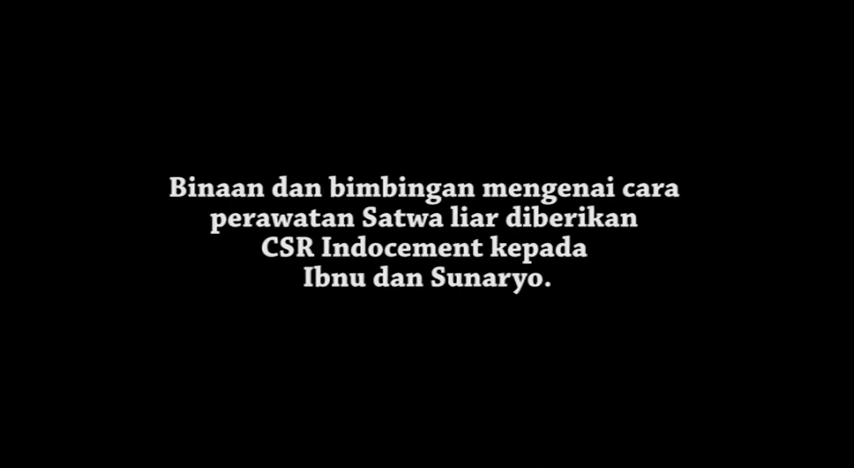 Binaan dan bimbingan mengenai cara
perawatan Satwa liar diberikan
CSR Indocement kepada
Ibnu dan Sunaryo.